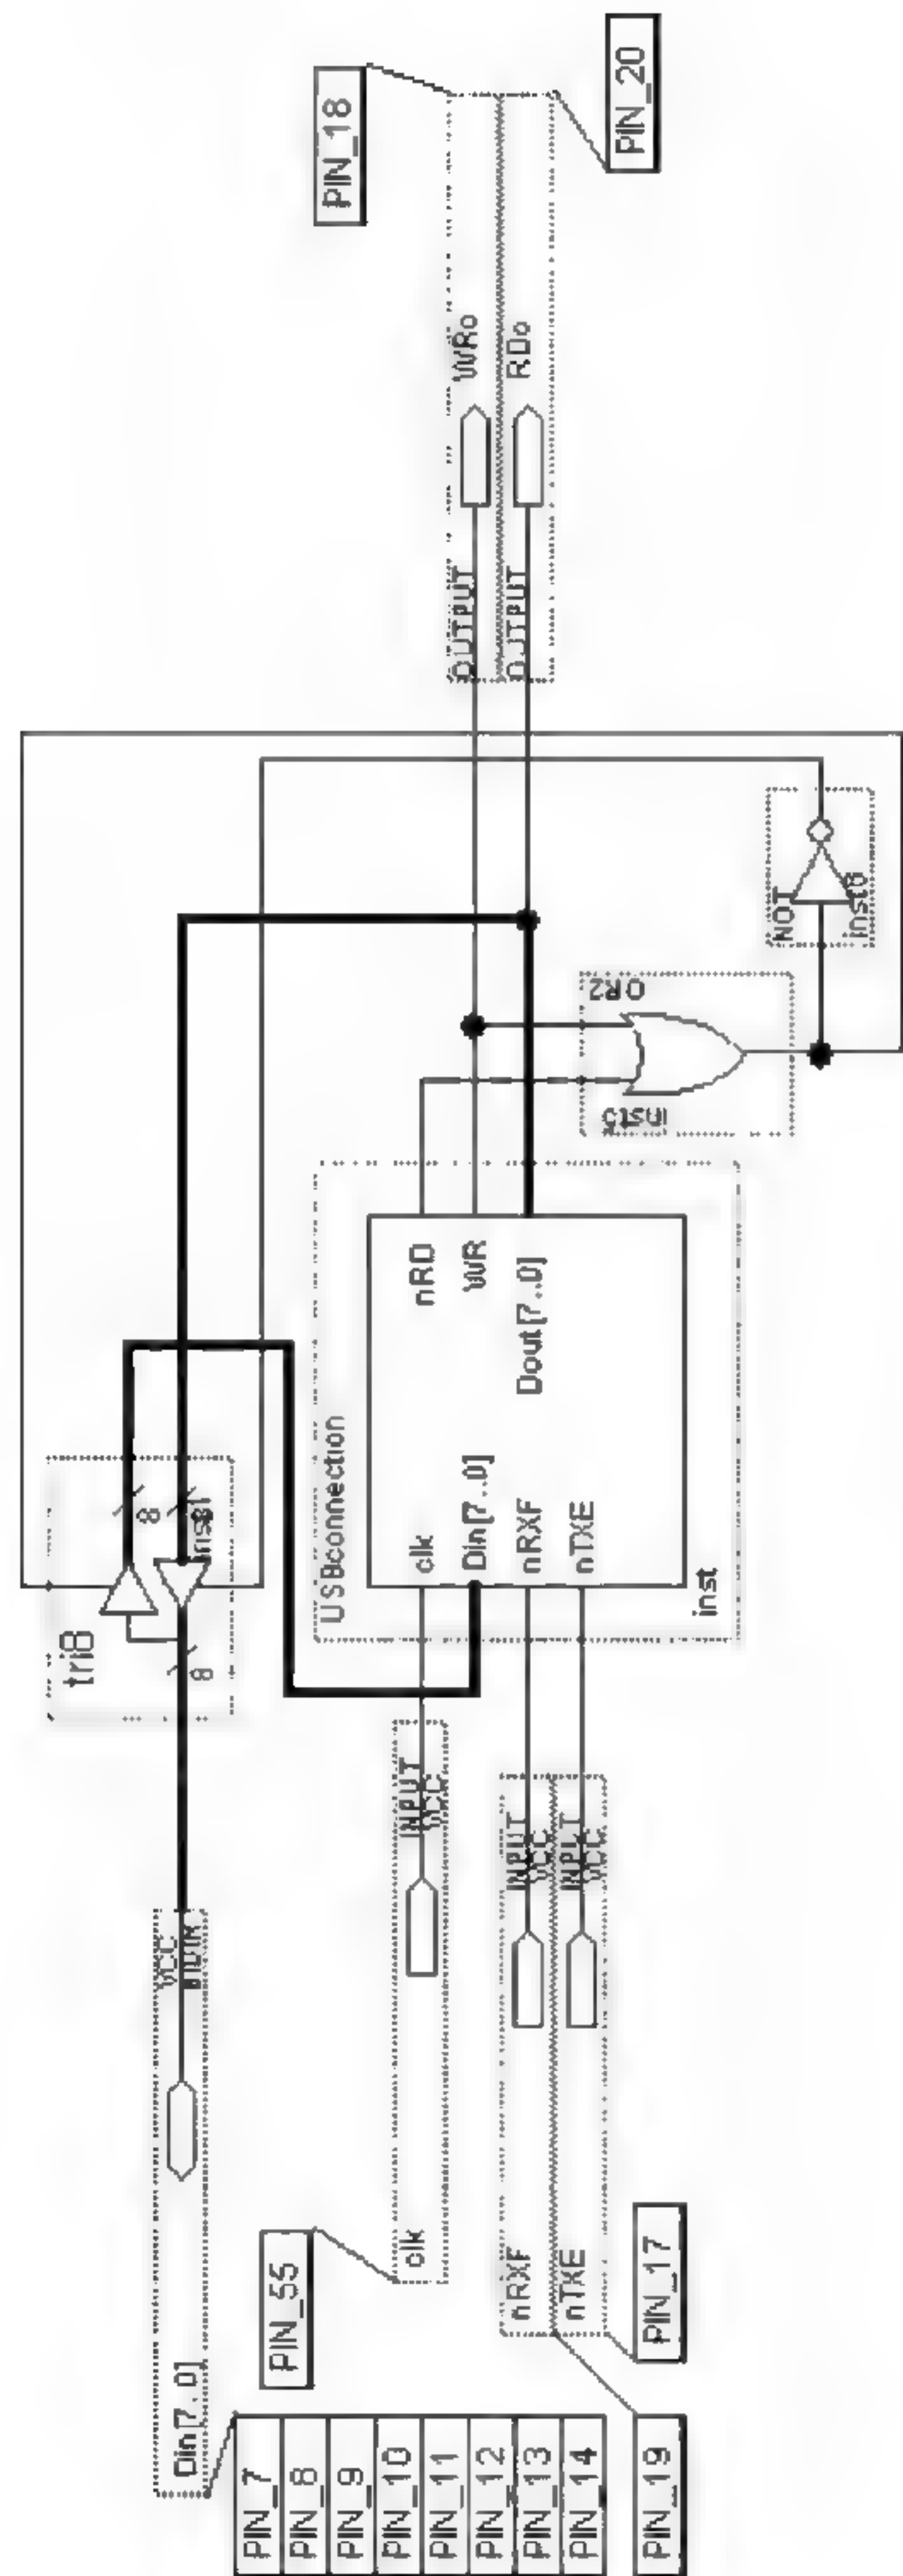 Din[7..0]
VCC
PIN_7
PIN_8
PIN_9
PIN_10
PIN_11
PIN_12
PIN_13
PIN_14
tri8
8
8
PIN_55
clk
INPUT
VCC
nRXF
INPUT
VCC
nTXE
INPUT
VCC
PIN_17
PIN_19
USBconnection
clk
Din[7..0]
nRXF
nTXE
nRD
WR
Dout[7..0]
inst
OR2
inst5
NOT
inst6
OUTPUT
WRo
OUTPUT
RDo
PIN_18
PIN_20